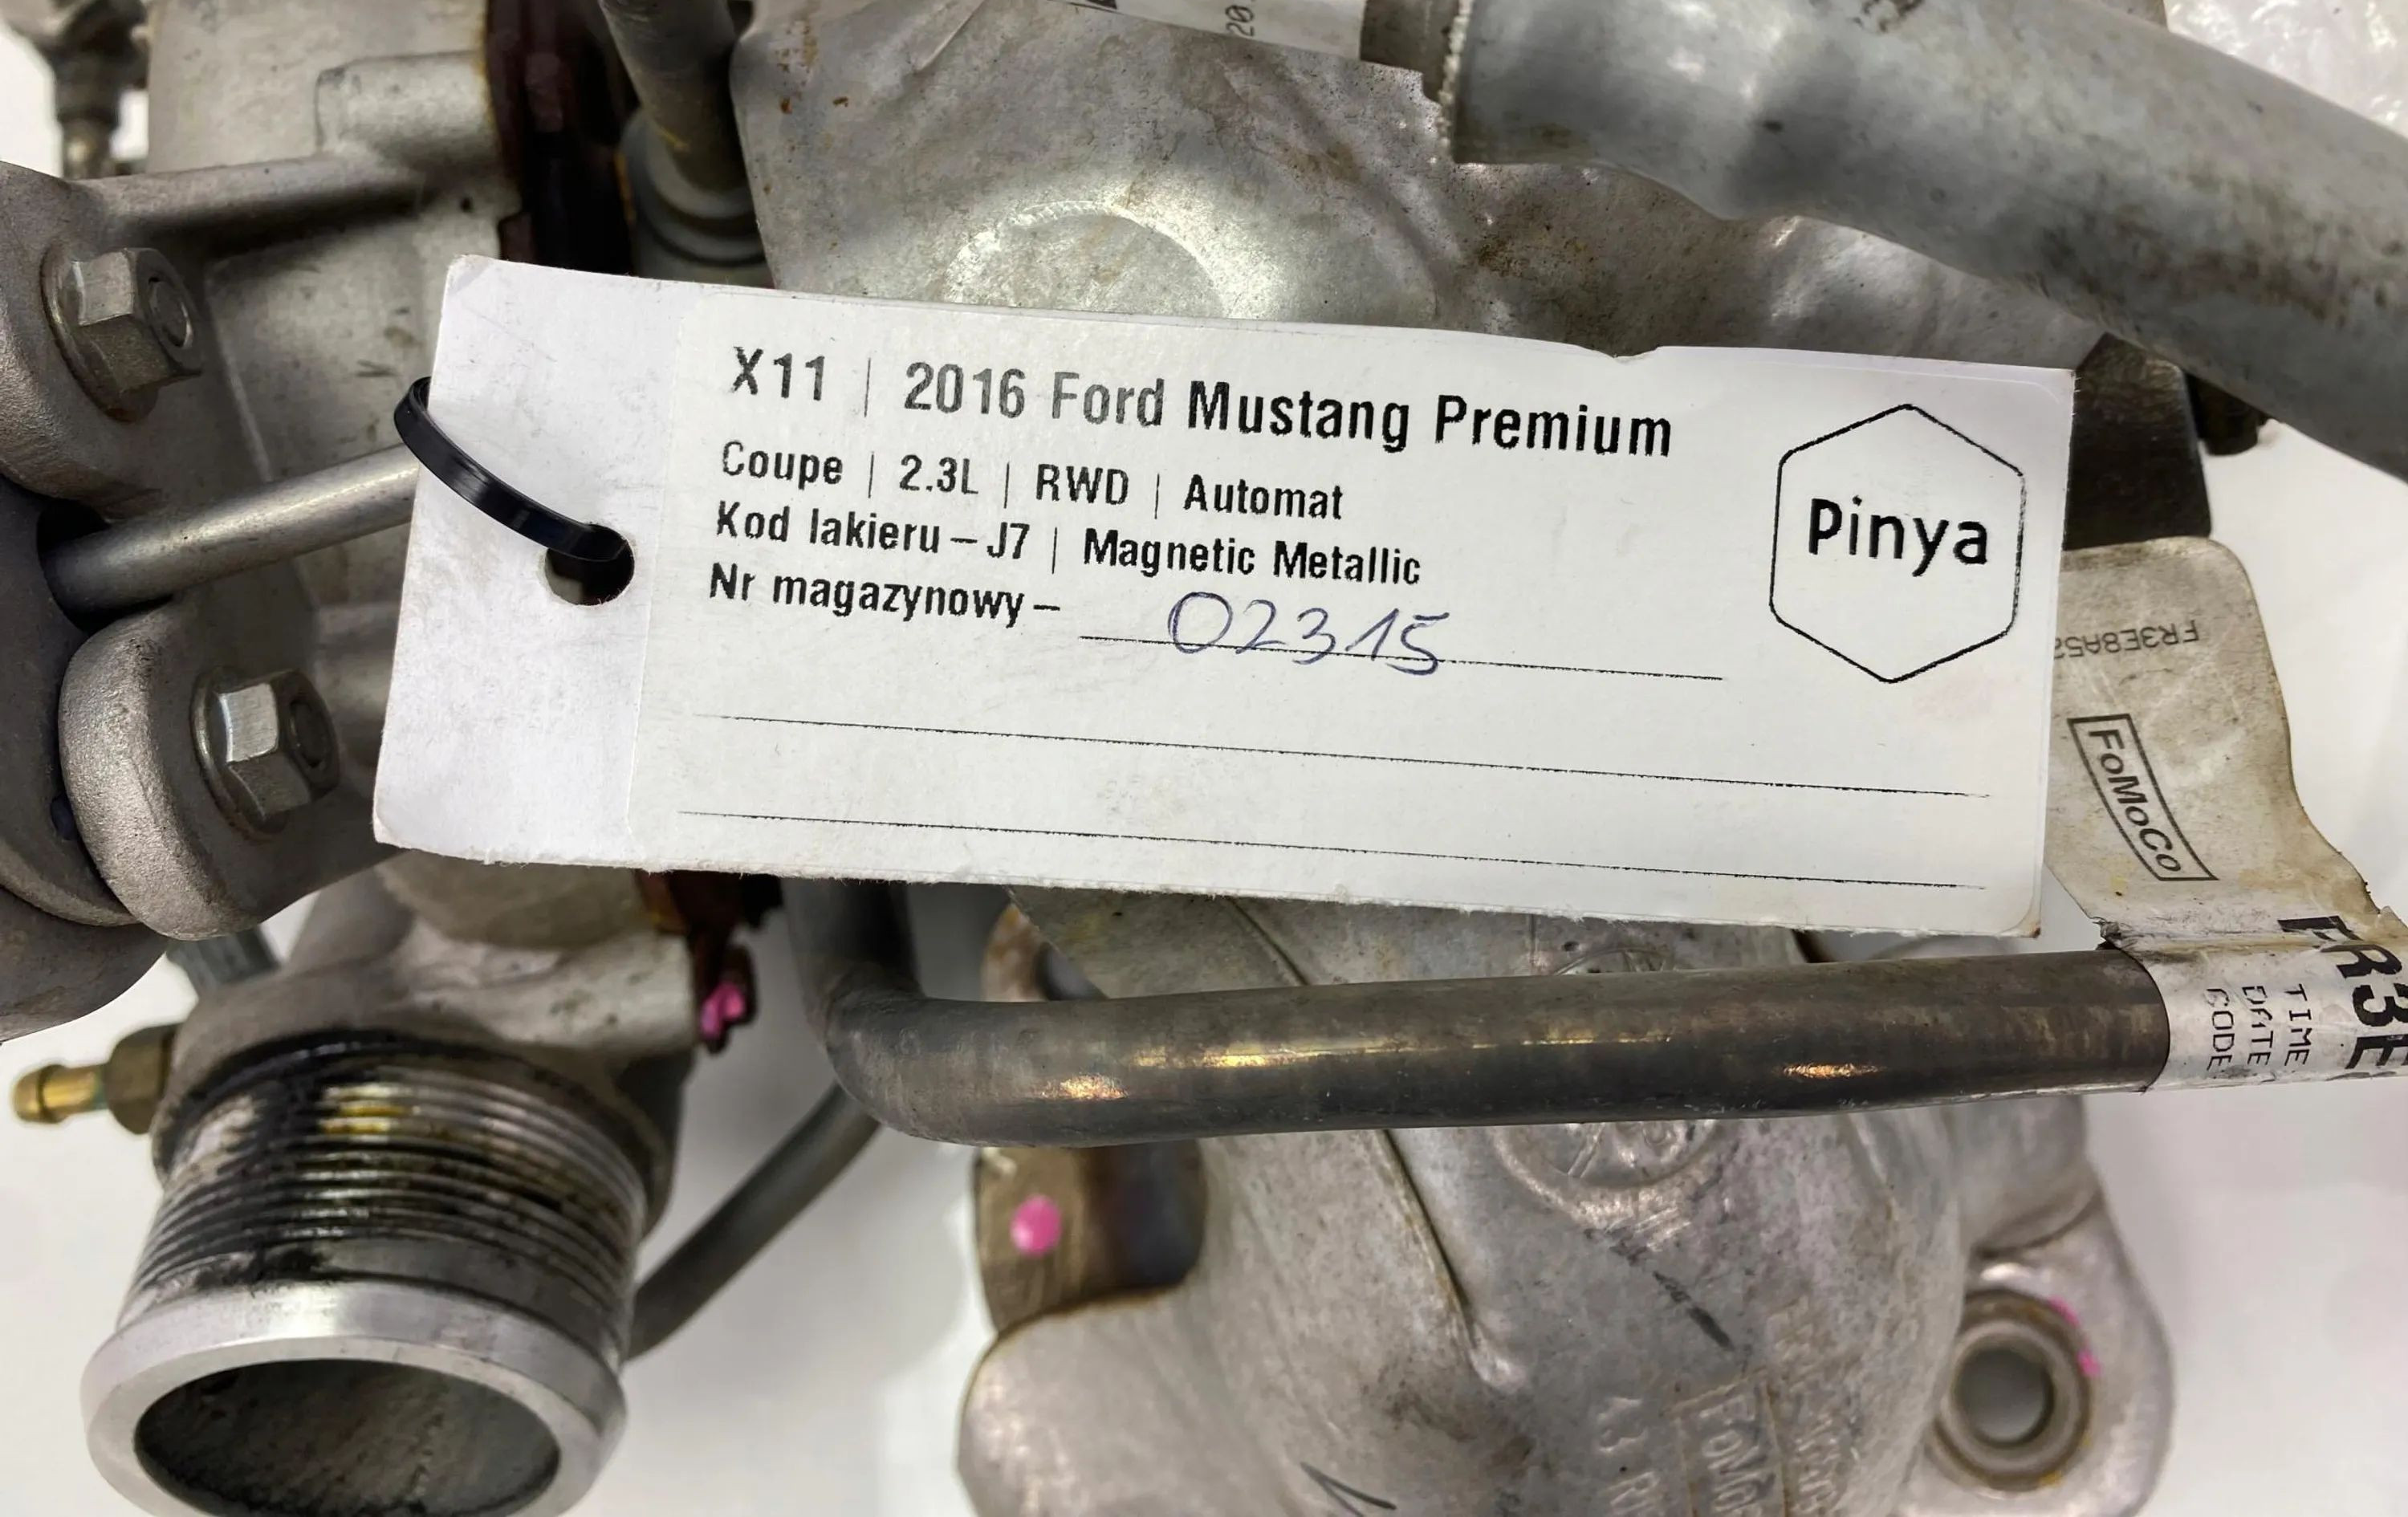 X11 | 2016 Ford Mustang Premium
Coupe | 2.3L | RWD | Automat
Kod lakieru – J7 | Magnetic Metallic
Nr magazynowy – 02315
Pinya
FoMoCo
TIME
DATE
CODE